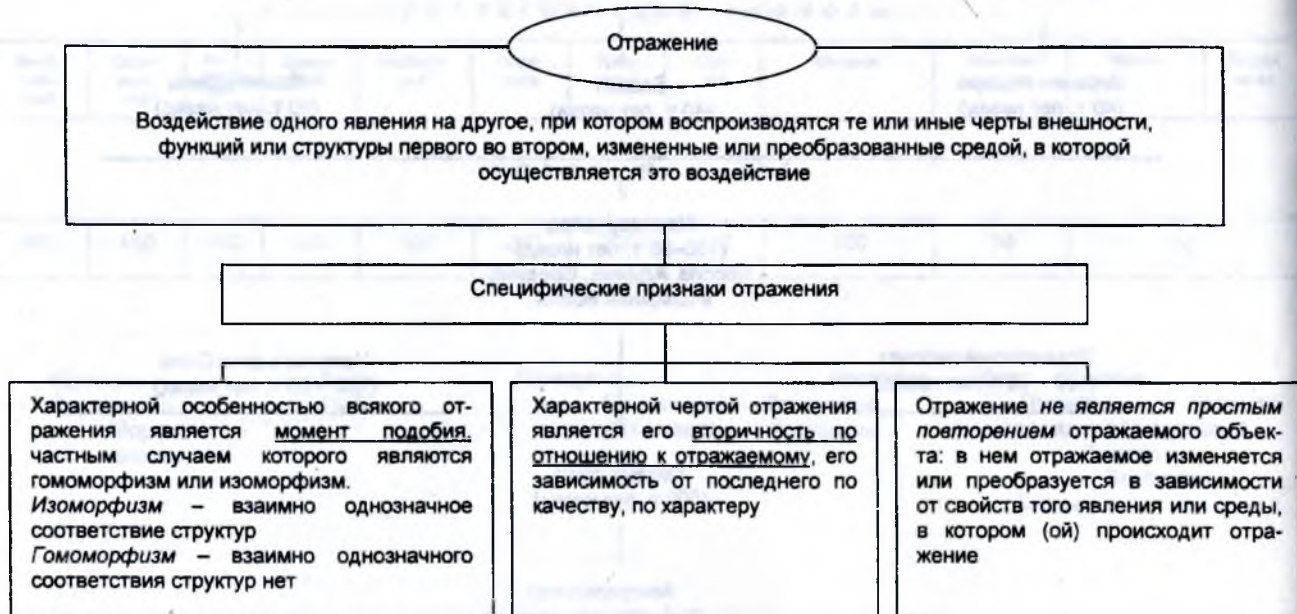 Отражение
Воздействие одного явления на другое, при котором воспроизводятся те или иные черты внешности,
функций или структуры первого во втором, измененные или преобразованные средой, в которой
осуществляется это воздействие
Специфические признаки отражения
Характерной особенностью всякого от-
ражения является момент подобия,
частным случаем которого являются
гомоморфизм или изоморфизм.
Изоморфизм – взаимно однозначное
соответствие структур
Гомоморфизм – взаимно однозначного
соответствия структур нет
Характерной чертой отражения
является его вторичность по
отношению к отражаемому, его
зависимость от последнего по
качеству, по характеру
Отражение не является простым
повторением отражаемого объек-
та: в нем отражаемое изменяется
или преобразуется в зависимости
от свойств того явления или среды,
в котором (ой) происходит отра-
жение